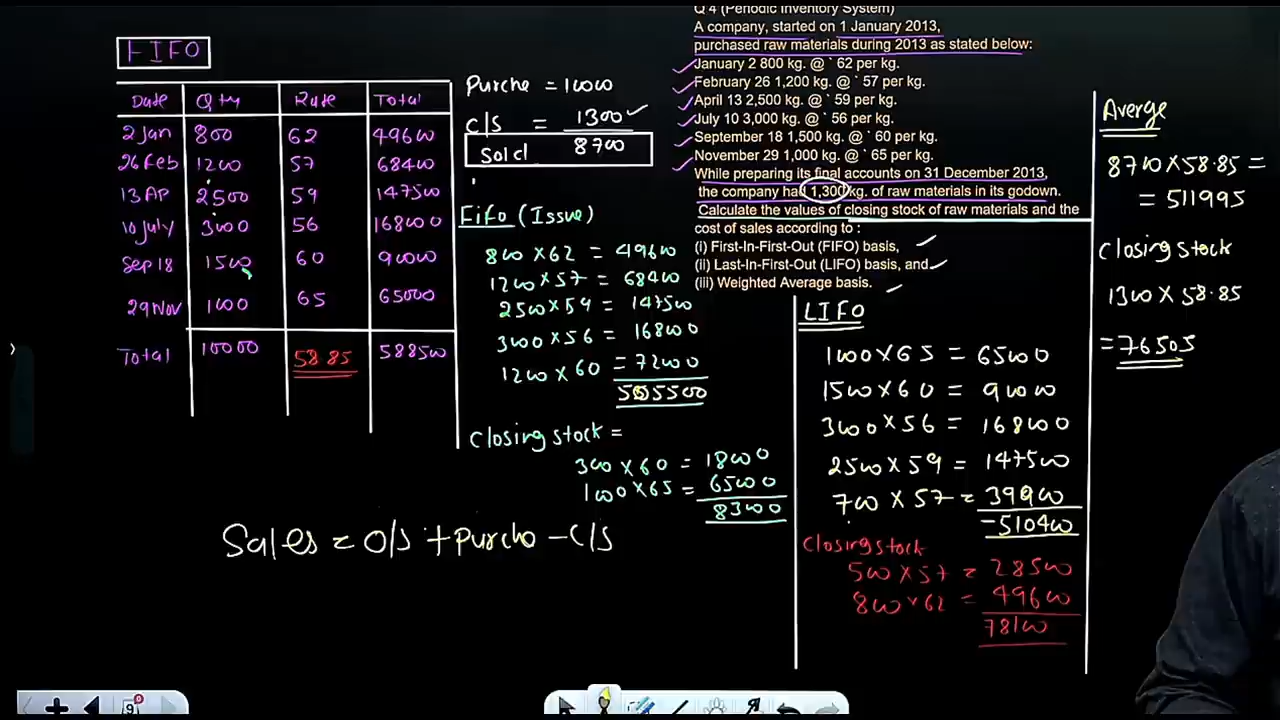 FIFO
Date Qty Rate Total
2 Jan 800 62 49600
26 Feb 1200 57 68400
13 AP 2500 59 147500
10 July 3000 56 168000
Sep 18 1500 60 90000
29 Nov 1000 65 65000
Total 10000 58.85 588500
Purche = 10000
C/S = 1300
Sold 8700
Fifo (Issue)
800 X 62 = 49600
1200 X 57 = 68400
2500 X 59 = 147500
3000 X 56 = 168000
1200 X 60 = 72000
505500
Closing stock =
300 X 60 = 18000
1000 X 65 = 65000
83000
Sales = O/S + Purcha - C/S
Q.4 (Periodic Inventory System)
A company, started on 1 January 2013,
purchased raw materials during 2013 as stated below:
January 2 800 kg. @ ` 62 per kg.
February 26 1,200 kg. @ ` 57 per kg.
April 13 2,500 kg. @ ` 59 per kg.
July 10 3,000 kg. @ ` 56 per kg.
September 18 1,500 kg. @ ` 60 per kg.
November 29 1,000 kg. @ ` 65 per kg.
While preparing its final accounts on 31 December 2013,
the company had 1,300 kg. of raw materials in its godown.
Calculate the values of closing stock of raw materials and the
cost of sales according to :
(i) First-In-First-Out (FIFO) basis,
(ii) Last-In-First-Out (LIFO) basis, and
(iii) Weighted Average basis.
LIFO
1000 X 65 = 65000
1500 X 60 = 90000
3000 X 56 = 168000
2500 X 59 = 147500
700 X 57 = 39900
-510400
Closing stock
500 X 57 = 28500
800 X 62 = 49600
78100
Averge
8700 X 58.85 =
= 511995
Closing stock
1300 X 58.85
= 76505